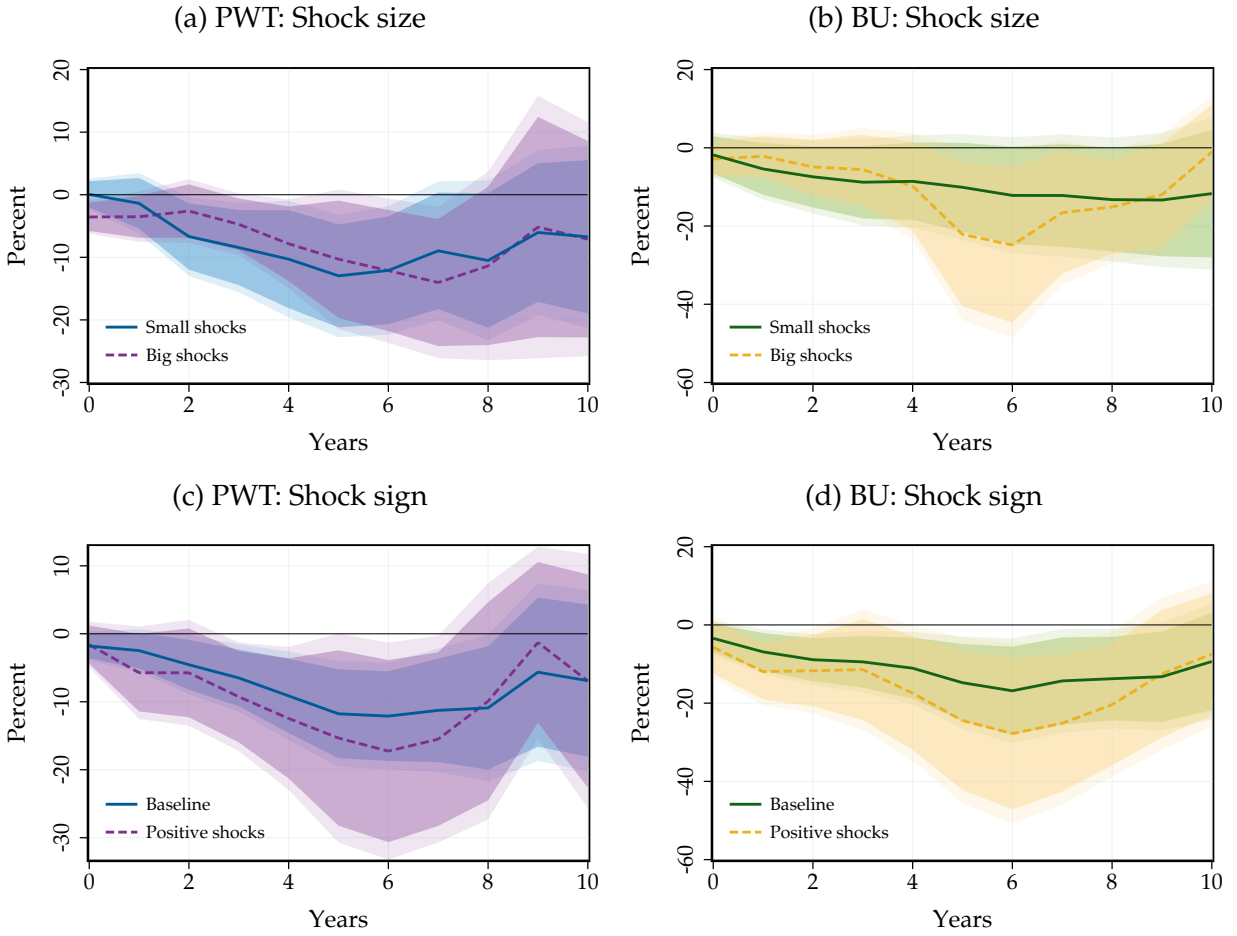 (a) PWT: Shock size
20
10
0
-10
-20
-30
Percent
Small shocks
Big shocks
0 2 4 6 8 10
Years
(b) BU: Shock size
20
0
-20
-40
-60
Percent
Small shocks
Big shocks
0 2 4 6 8 10
Years
(c) PWT: Shock sign
10
0
-10
-20
-30
Percent
Baseline
Positive shocks
0 2 4 6 8 10
Years
(d) BU: Shock sign
20
0
-20
-40
-60
Percent
Baseline
Positive shocks
0 2 4 6 8 10
Years